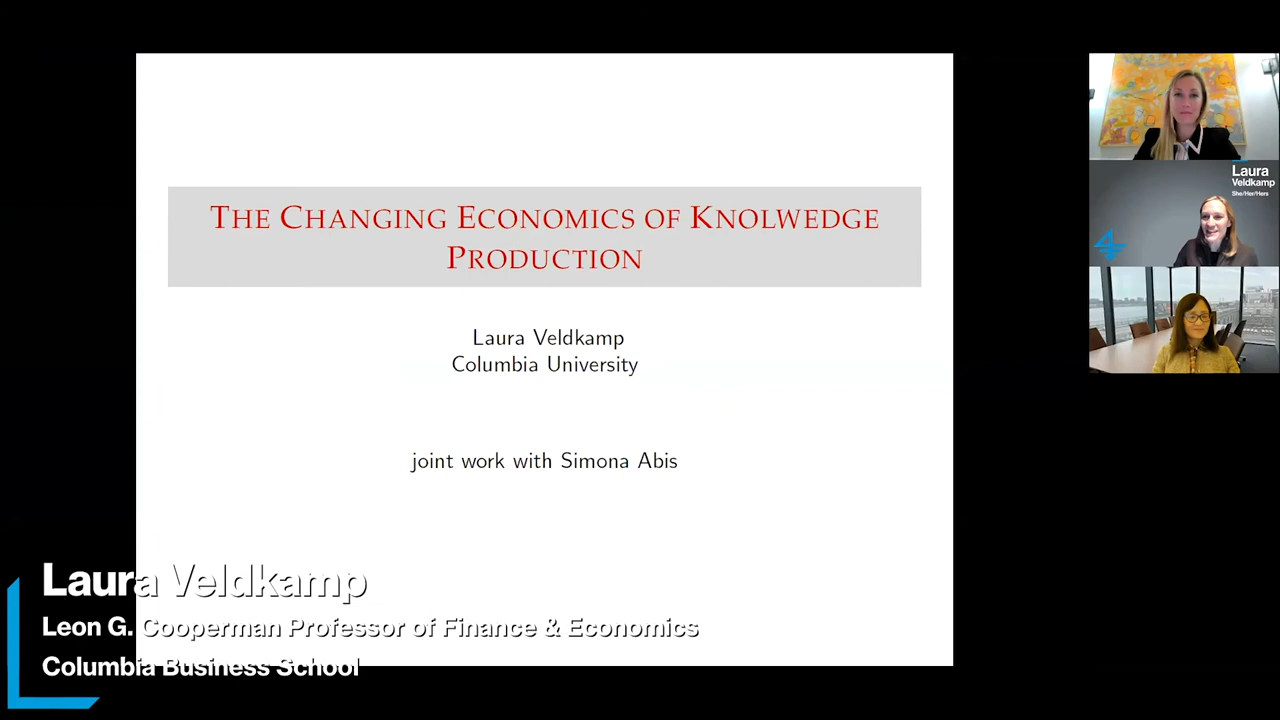 THE CHANGING ECONOMICS OF KNOLWEDGE
PRODUCTION
Laura Veldkamp
Columbia University
joint work with Simona Abis
Laura Veldkamp
Leon G. Cooperman Professor of Finance & Economics
Columbia Business School
Laura
Veldkamp
She/Her/Hers